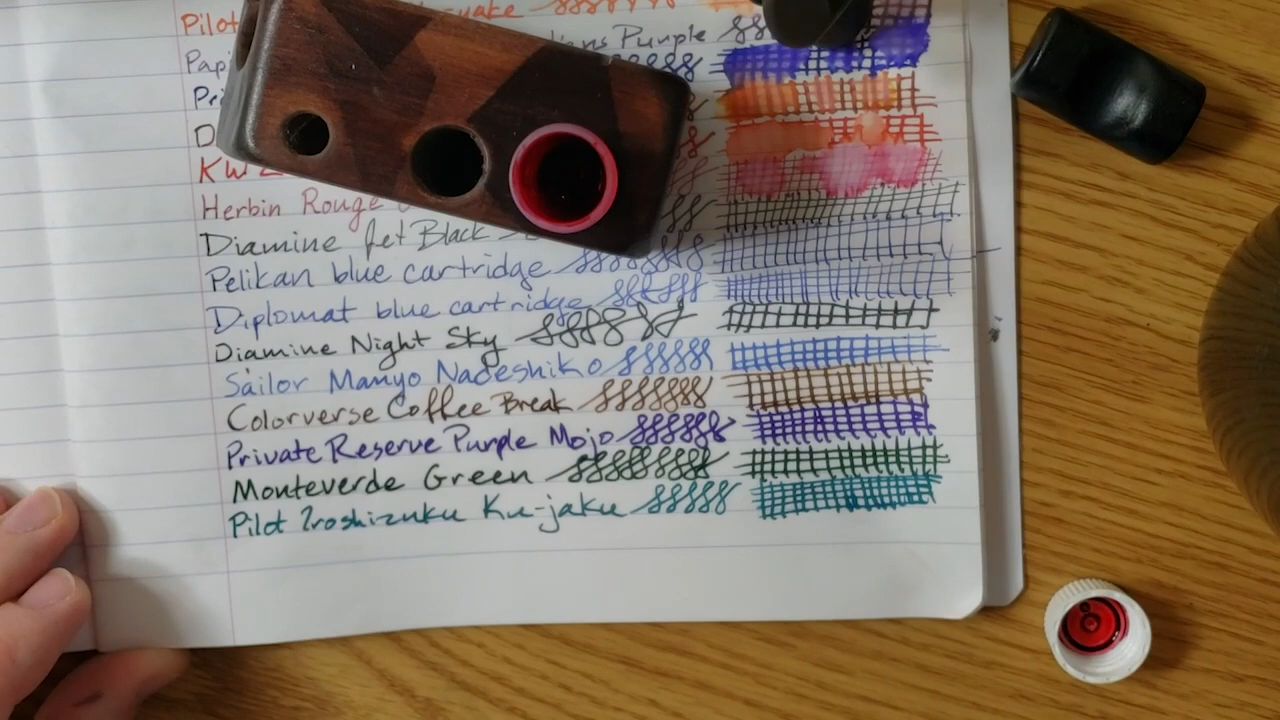 Pilot
Purple
Herbin Rouge
Diamine Jet Black
Pelikan blue cartridge
Diplomat blue cartridge
Diamine Night Sky
Sailor Manyo Nadeshiko
Colorverse Coffee Break
Private Reserve Purple Mojo
Monteverde Green
Pilot Iroshizuku Ku-jaku